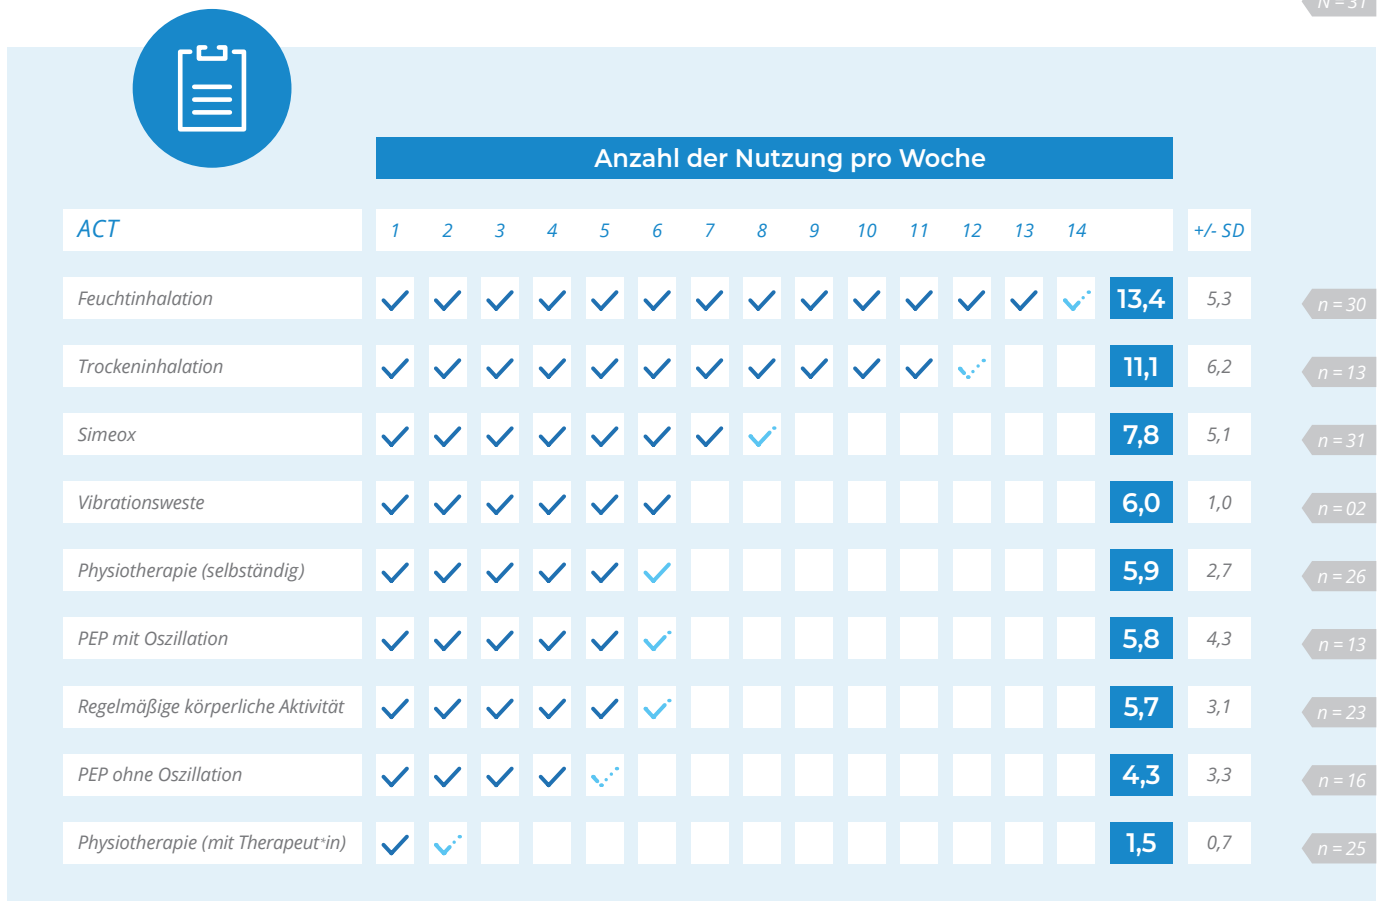 N = 31
Anzahl der Nutzung pro Woche
ACT 1 2 3 4 5 6 7 8 9 10 11 12 13 14 +/- SD
Feuchtinhalation 13,4 5,3 n = 30
Trockeninhalation 11,1 6,2 n = 13
Simeox 7,8 5,1 n = 31
Vibrationsweste 6,0 1,0 n = 02
Physiotherapie (selbständig) 5,9 2,7 n = 26
PEP mit Oszillation 5,8 4,3 n = 13
Regelmäßige körperliche Aktivität 5,7 3,1 n = 23
PEP ohne Oszillation 4,3 3,3 n = 16
Physiotherapie (mit Therapeut*in) 1,5 0,7 n = 25